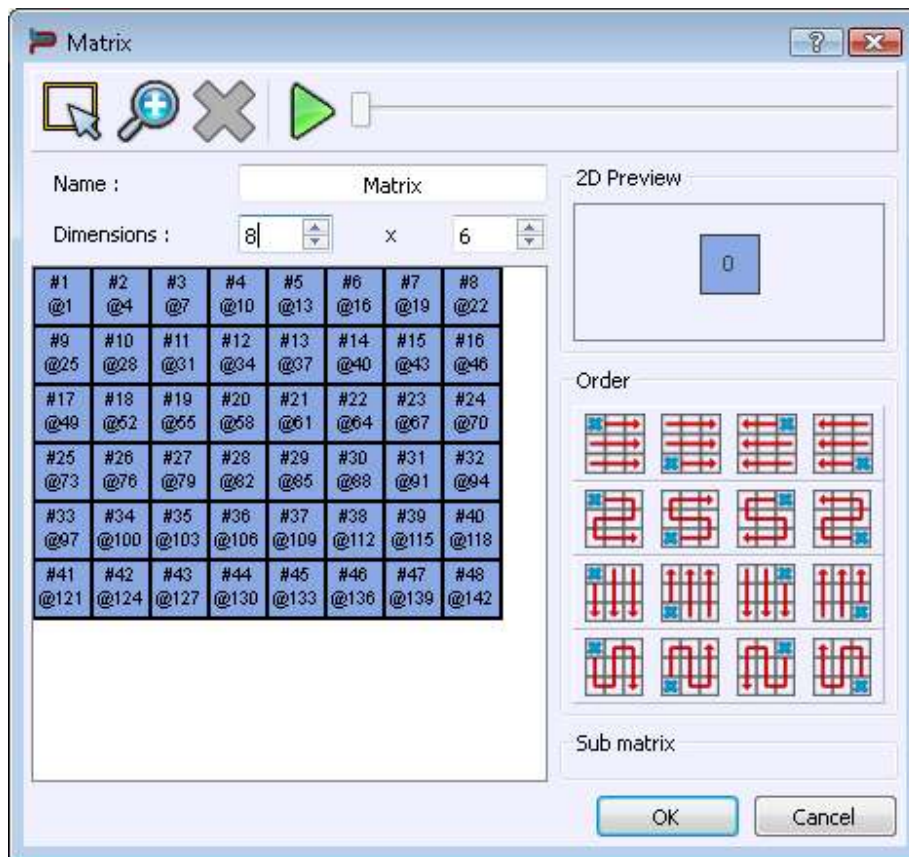 Matrix
Name : Matrix
Dimensions : 8 x 6
#1 #2 #3 #4 #5 #6 #7 #8
@1 @4 @7 @10 @13 @16 @19 @22
#9 #10 #11 #12 #13 #14 #15 #16
@25 @28 @31 @34 @37 @40 @43 @46
#17 #18 #19 #20 #21 #22 #23 #24
@49 @52 @55 @58 @61 @64 @67 @70
#25 #26 #27 #28 #29 #30 #31 #32
@73 @76 @79 @82 @85 @88 @91 @94
#33 #34 #35 #36 #37 #38 #39 #40
@97 @100 @103 @106 @109 @112 @115 @118
#41 #42 #43 #44 #45 #46 #47 #48
@121 @124 @127 @130 @133 @136 @139 @142
2D Preview
0
Order
Sub matrix
OK Cancel